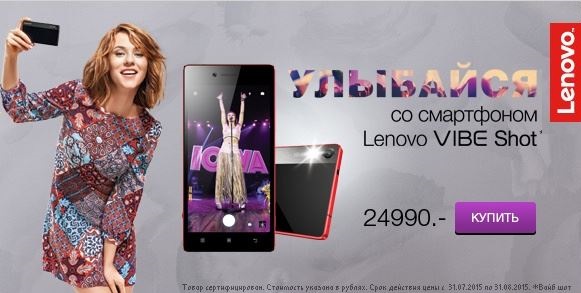 Lenovo.
УЛЫБАЙСЯ
со смартфоном
Lenovo VIBE Shot*
IOWA
24990.-
КУПИТЬ
Товар сертифицирован. Стоимость указана в рублях. Срок действия цены с 31.07.2015 по 31.08.2015. *Вайб шот